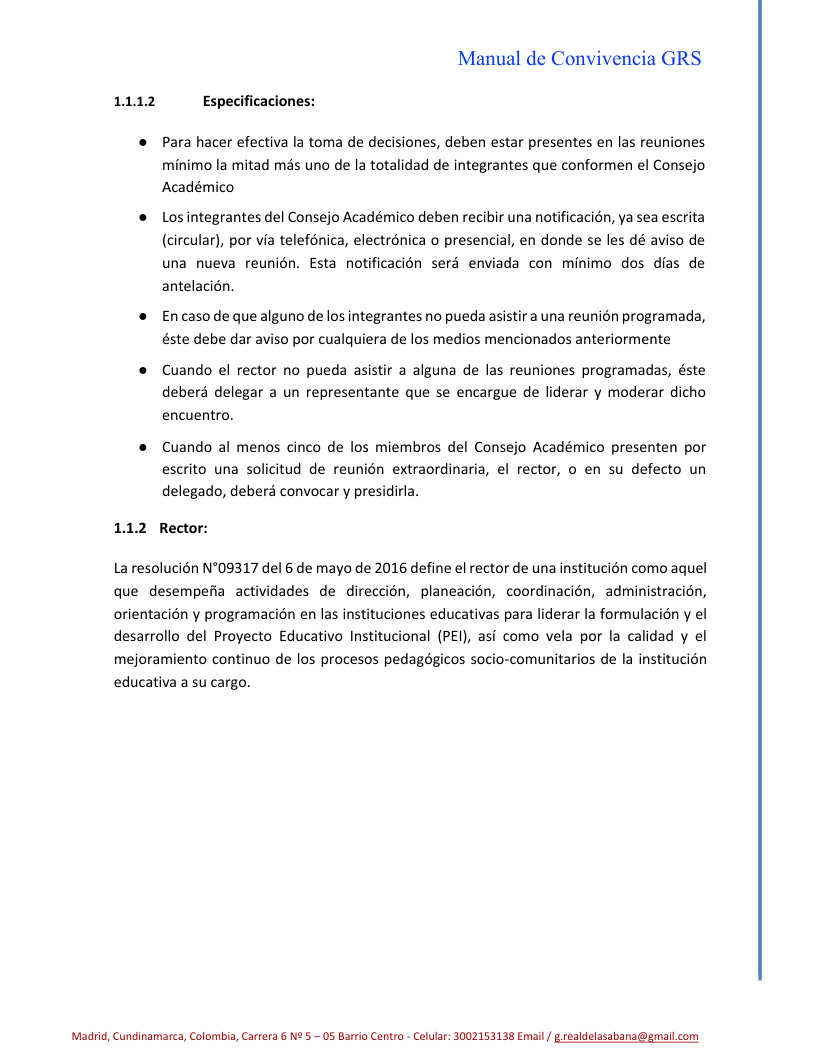 Manual de Convivencia GRS
1.1.1.2 Especificaciones:
● Para hacer efectiva la toma de decisiones, deben estar presentes en las reuniones
mínimo la mitad más uno de la totalidad de integrantes que conformen el Consejo
Académico
● Los integrantes del Consejo Académico deben recibir una notificación, ya sea escrita
(circular), por vía telefónica, electrónica o presencial, en donde se les dé aviso de
una nueva reunión. Esta notificación será enviada con mínimo dos días de
antelación.
● En caso de que alguno de los integrantes no pueda asistir a una reunión programada,
éste debe dar aviso por cualquiera de los medios mencionados anteriormente
● Cuando el rector no pueda asistir a alguna de las reuniones programadas, éste
deberá delegar a un representante que se encargue de liderar y moderar dicho
encuentro.
● Cuando al menos cinco de los miembros del Consejo Académico presenten por
escrito una solicitud de reunión extraordinaria, el rector, o en su defecto un
delegado, deberá convocar y presidirla.
1.1.2 Rector:
La resolución N°09317 del 6 de mayo de 2016 define el rector de una institución como aquel
que desempeña actividades de dirección, planeación, coordinación, administración,
orientación y programación en las instituciones educativas para liderar la formulación y el
desarrollo del Proyecto Educativo Institucional (PEI), así como vela por la calidad y el
mejoramiento continuo de los procesos pedagógicos socio-comunitarios de la institución
educativa a su cargo.
Madrid, Cundinamarca, Colombia, Carrera 6 Nº 5 – 05 Barrio Centro - Celular: 3002153138 Email / g.realdelasabana@gmail.com